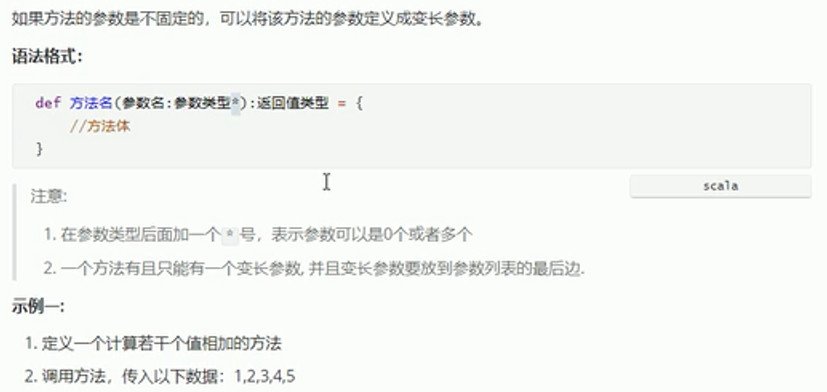 如果方法的参数是不固定的，可以将该方法的参数定义成变长参数。
语法格式：
def 方法名(参数名:参数类型*):返回值类型 = {
//方法体
}
scala
注意:
1. 在参数类型后面加一个*号，表示参数可以是0个或者多个
2. 一个方法有且只能有一个变长参数, 并且变长参数要放到参数列表的最后边.
示例一:
1. 定义一个计算若干个值相加的方法
2. 调用方法，传入以下数据：1,2,3,4,5